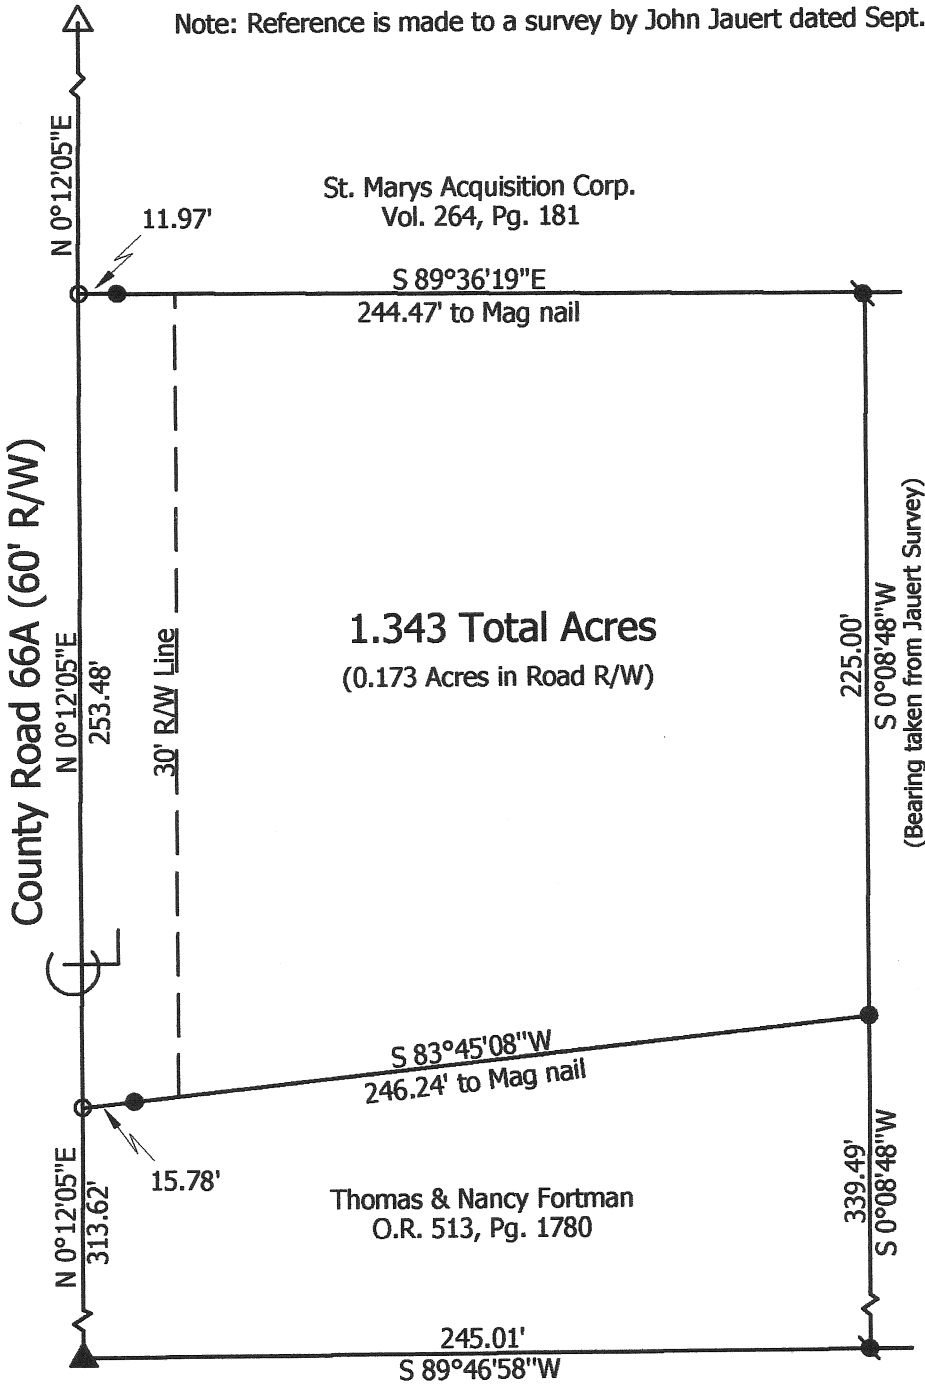 Note: Reference is made to a survey by John Jauert dated Sept.
N 0°12'05"E
St. Marys Acquisition Corp.
Vol. 264, Pg. 181
11.97'
S 89°36'19"E
244.47' to Mag nail
County Road 66A (60' R/W)
N 0°12'05"E
253.48'
30' R/W Line
1.343 Total Acres
(0.173 Acres in Road R/W)
225.00'
S 0°08'48"W
(Bearing taken from Jauert Survey)
S 83°45'08"W
246.24' to Mag nail
15.78'
N 0°12'05"E
313.62'
Thomas & Nancy Fortman
O.R. 513, Pg. 1780
339.49'
S 0°08'48"W
245.01'
S 89°46'58"W